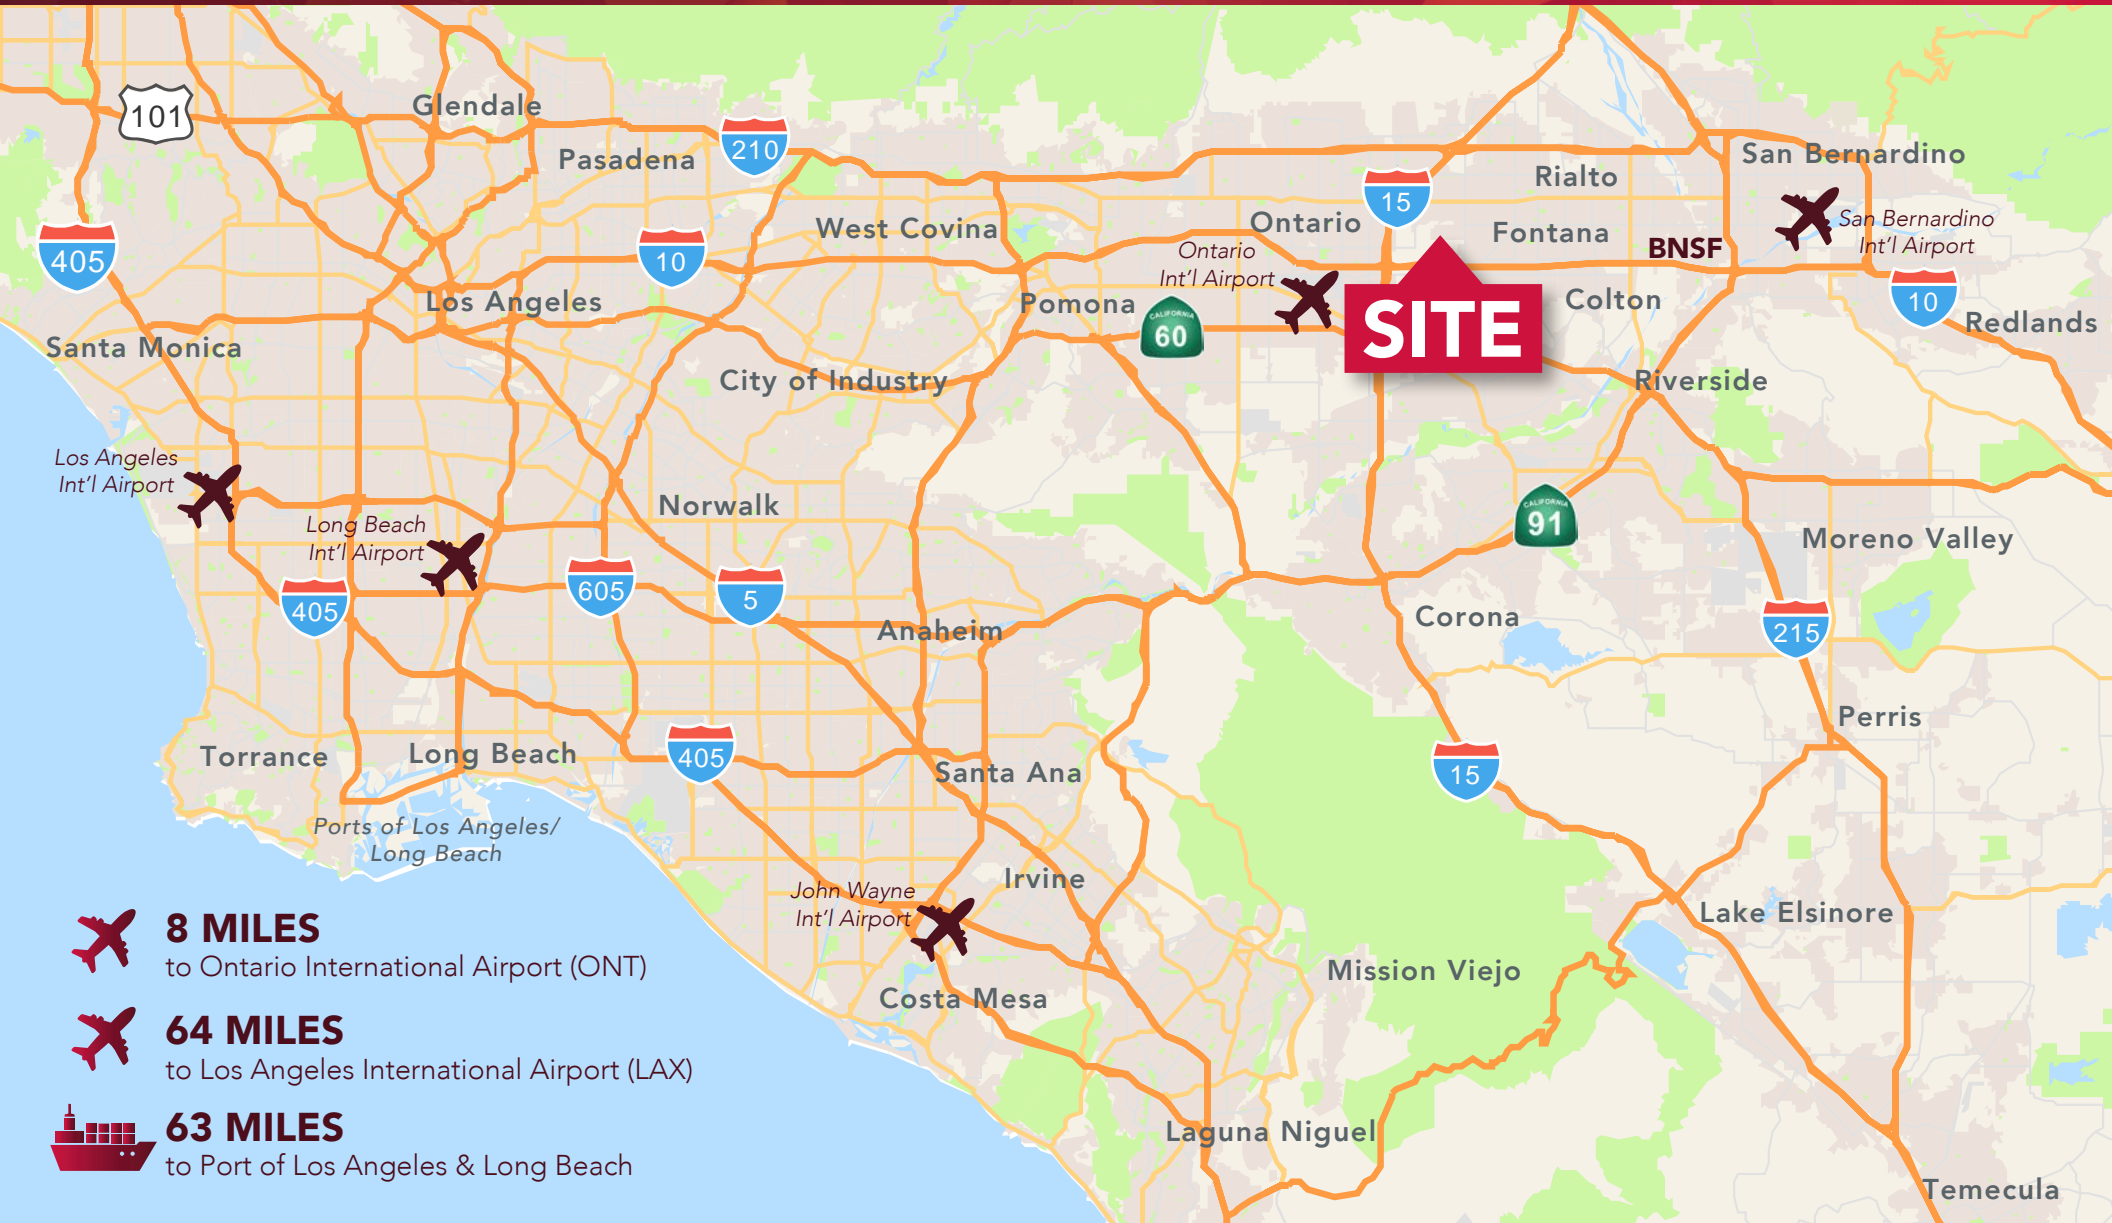 101
Glendale
Pasadena
210
San Bernardino
Rialto
15
405
10
West Covina
Ontario
Fontana
BNSF
San Bernardino
Int'l Airport
Ontario
Int'l Airport
Los Angeles
Pomona
CALIFORNIA
60
SITE
Colton
10
Redlands
Santa Monica
City of Industry
Riverside
Los Angeles
Int'l Airport
Long Beach
Int'l Airport
Norwalk
CALIFORNIA
91
Moreno Valley
405
605
5
Anaheim
Corona
215
Perris
Torrance
Long Beach
405
Santa Ana
15
Ports of Los Angeles/
Long Beach
John Wayne
Int'l Airport
Irvine
Lake Elsinore
Mission Viejo
Costa Mesa
Laguna Niguel
Temecula
8 MILES
to Ontario International Airport (ONT)
64 MILES
to Los Angeles International Airport (LAX)
63 MILES
to Port of Los Angeles & Long Beach